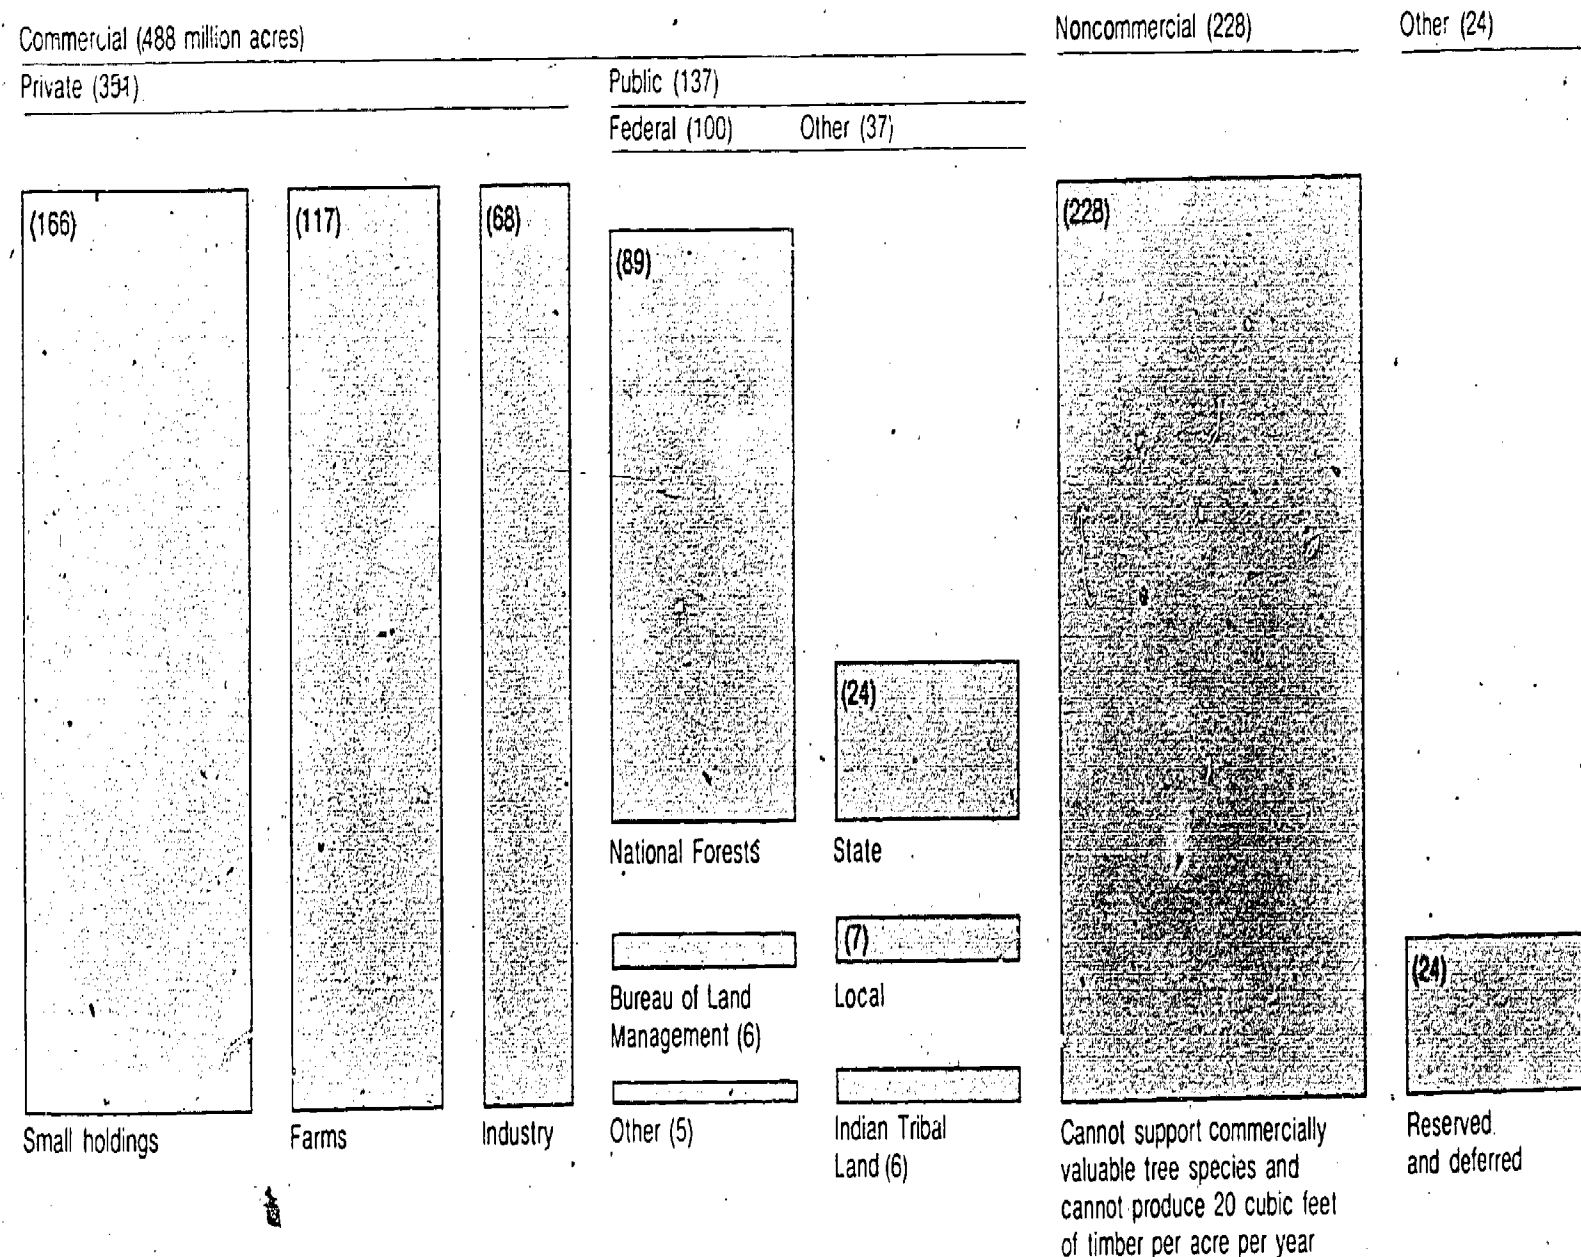 Commercial (488 million acres)
Noncommercial (228)
Other (24)
Private (351)
Public (137)
Federal (100)
Other (37)
(166)
(117)
(68)
(89)
(24)
(7)
(228)
(24)
Small holdings
Farms
Industry
National Forests
State
Bureau of Land
Management (6)
Local
Other (5)
Indian Tribal
Land (6)
Cannot support commercially
valuable tree species and
cannot produce 20 cubic feet
of timber per acre per year
Reserved
and deferred